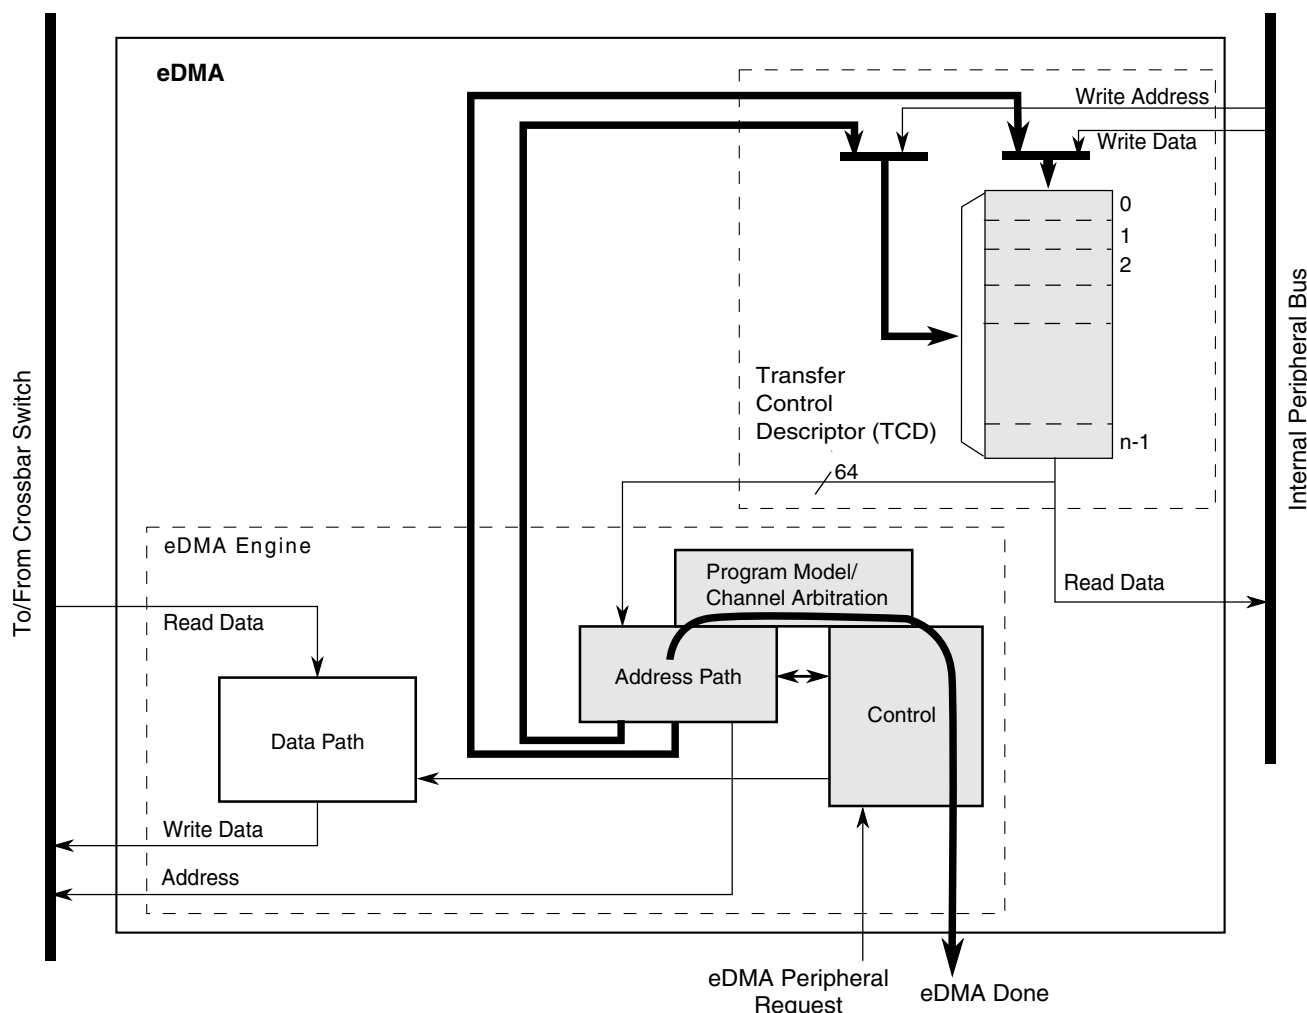 eDMA
Write Address
Write Data
0
1
2
n-1
Transfer
Control
Descriptor (TCD)
64
To/From Crossbar Switch
Internal Peripheral Bus
eDMA Engine
Program Model/
Channel Arbitration
Read Data
Read Data
Address Path
Control
Data Path
Write Data
Address
eDMA Peripheral
Request
eDMA Done